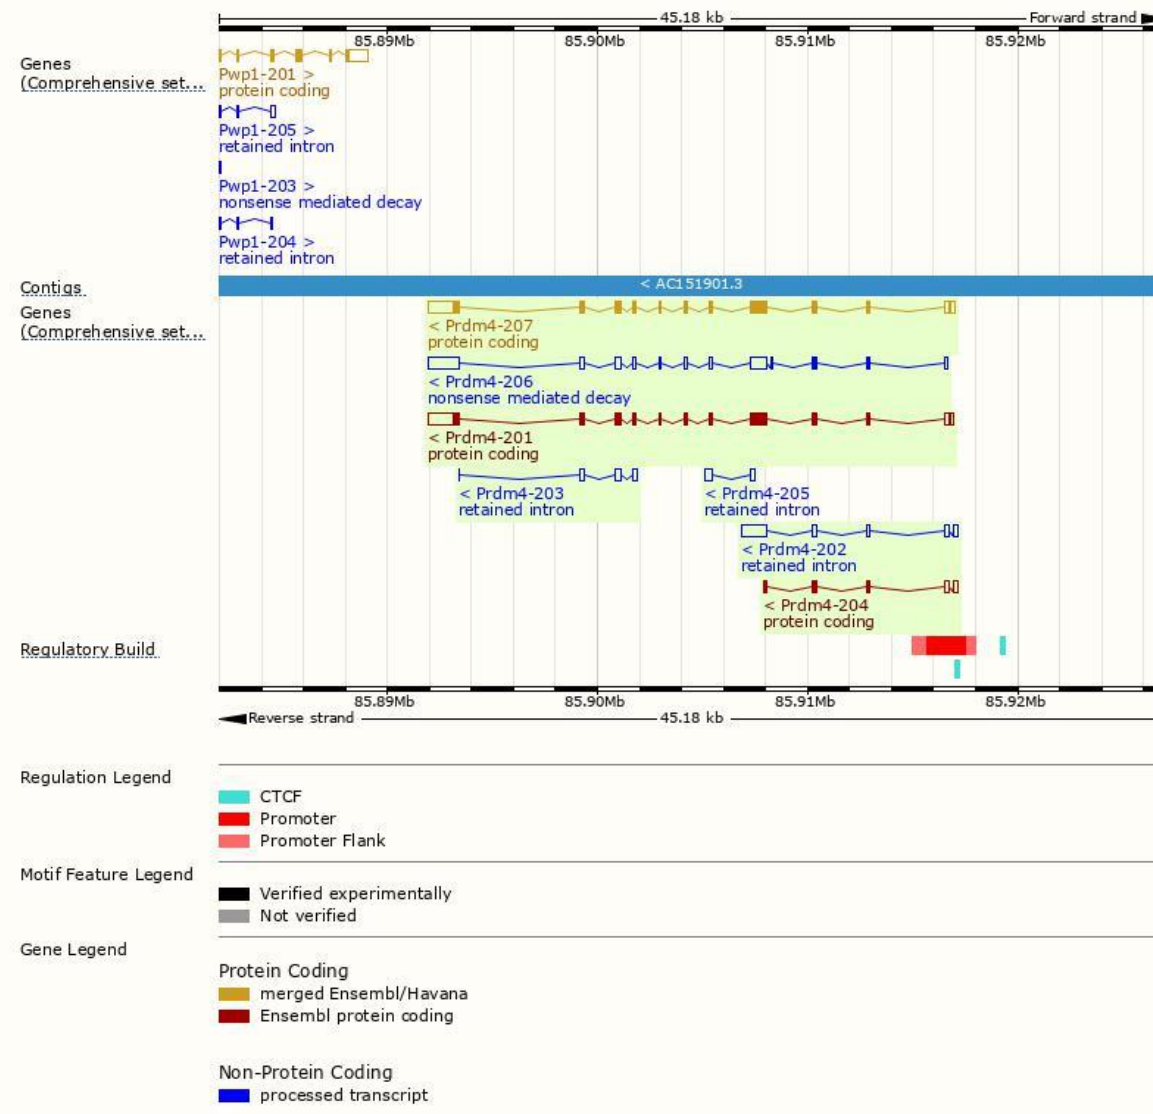 45.18 kb
Forward strand
85.89Mb 85.90Mb 85.91Mb 85.92Mb
Genes
(Comprehensive set...
Pwp1-201 >
protein coding
Pwp1-205 >
retained intron
Pwp1-203 >
nonsense mediated decay
Pwp1-204 >
retained intron
Contigs
< AC151901.3
Genes
(Comprehensive set...
< Prdm4-207
protein coding
< Prdm4-206
nonsense mediated decay
< Prdm4-201
protein coding
< Prdm4-203
retained intron
< Prdm4-205
retained intron
< Prdm4-202
retained intron
< Prdm4-204
protein coding
Regulatory Build
85.89Mb 85.90Mb 85.91Mb 85.92Mb
Reverse strand
45.18 kb
Regulation Legend
CTCF
Promoter
Promoter Flank
Motif Feature Legend
Verified experimentally
Not verified
Gene Legend
Protein Coding
merged Ensembl/Havana
Ensembl protein coding
Non-Protein Coding
processed transcript